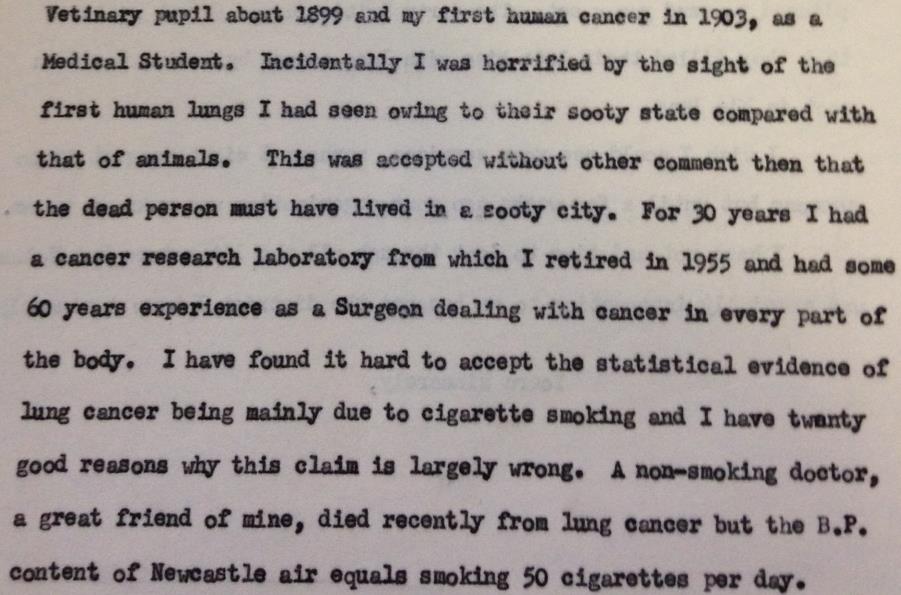 Vetinary pupil about 1899 and my first human cancer in 1903, as a
Medical Student. Incidentally I was horrified by the sight of the
first human lungs I had seen owing to their sooty state compared with
that of animals. This was accepted without other comment then that
the dead person must have lived in a sooty city. For 30 years I had
a cancer research laboratory from which I retired in 1955 and had some
60 years experience as a Surgeon dealing with cancer in every part of
the body. I have found it hard to accept the statistical evidence of
lung cancer being mainly due to cigarette smoking and I have twenty
good reasons why this claim is largely wrong. A non-smoking doctor,
a great friend of mine, died recently from lung cancer but the B.P.
content of Newcastle air equals smoking 50 cigarettes per day.